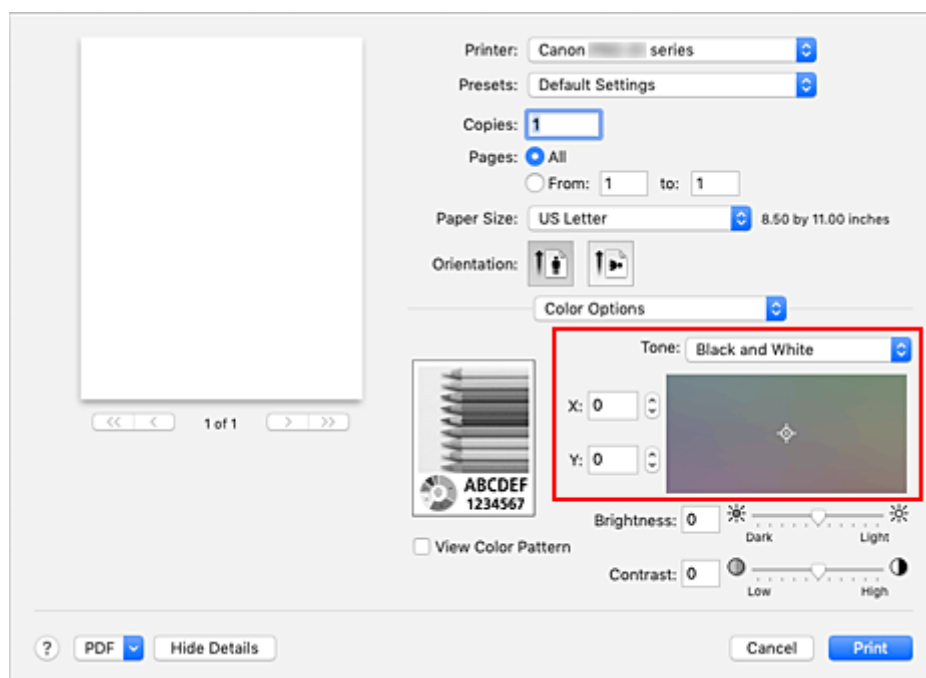 Printer: Canon series
Presets: Default Settings
Copies: 1
Pages: All
From: 1 to: 1
Paper Size: US Letter 8.50 by 11.00 inches
Orientation:
Color Options
Tone: Black and White
X: 0
<< < 1 of 1 > >>
Y: 0
ABCDEF
1234567
Brightness: 0
Dark Light
View Color Pattern
Contrast: 0
Low High
? PDF Hide Details Cancel Print